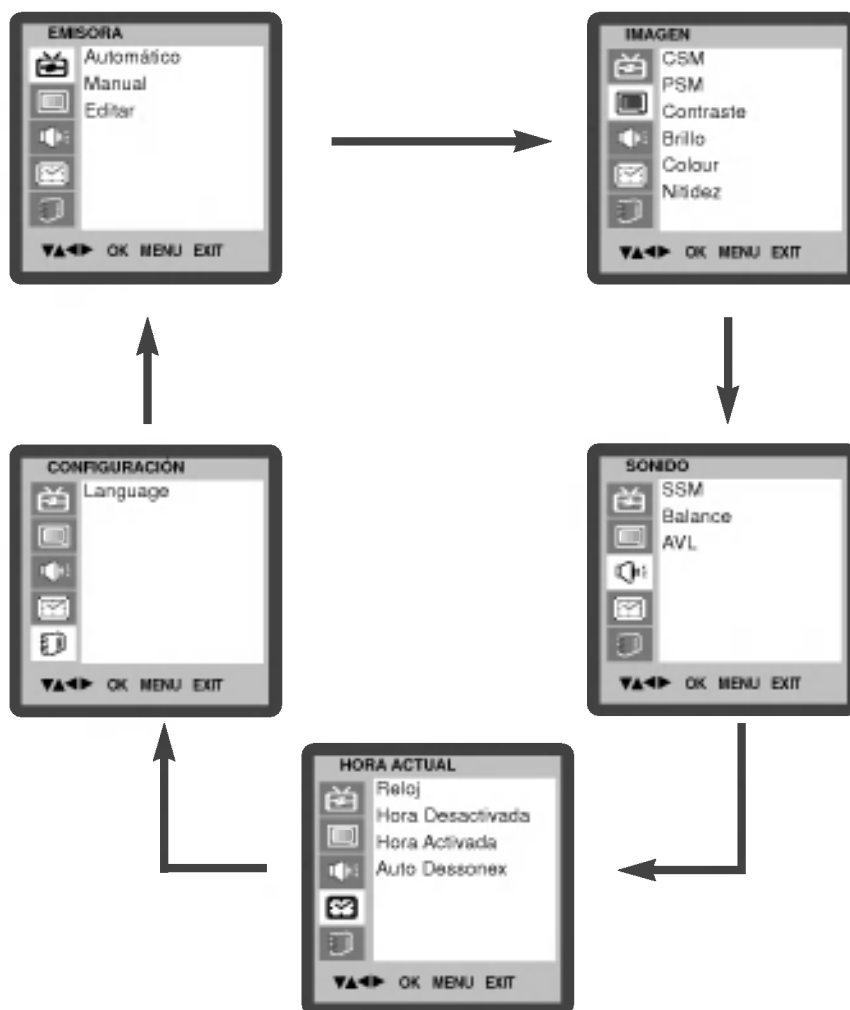 EMISORA
Automático
Manual
Editar
▼▲◀▶ OK MENU EXIT
IMAGEN
CSM
PSM
Contraste
Brillo
Colour
Nitidez
▼▲◀▶ OK MENU EXIT
CONFIGURACIÓN
Language
▼▲◀▶ OK MENU EXIT
SONIDO
SSM
Balance
AVL
▼▲◀▶ OK MENU EXIT
HORA ACTUAL
Reloj
Hora Desactivada
Hora Activada
Auto Dessonex
▼▲◀▶ OK MENU EXIT